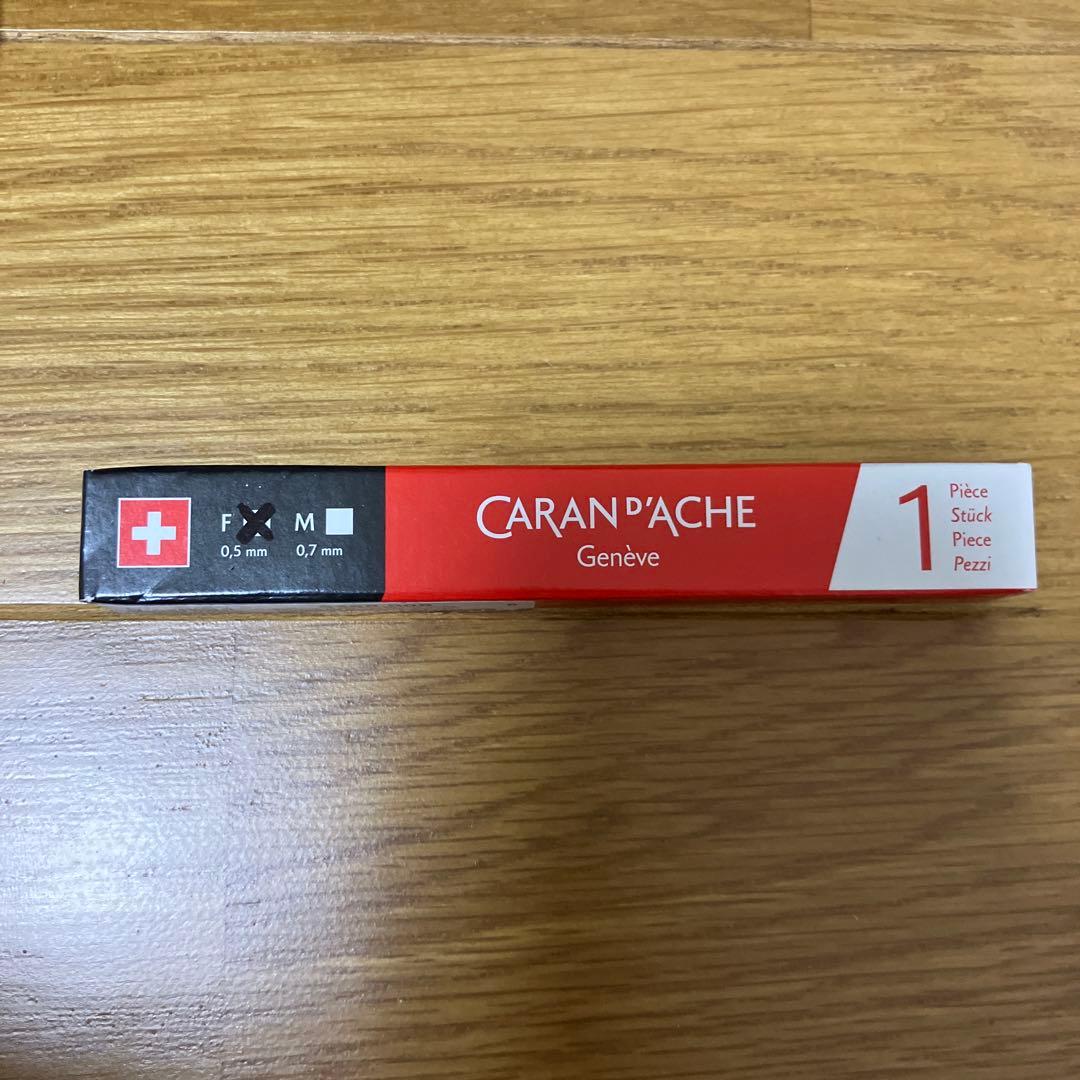 F M
0,5 mm 0,7 mm
CARAN D'ACHE
Genève
1
Pièce
Stück
Piece
Pezzi